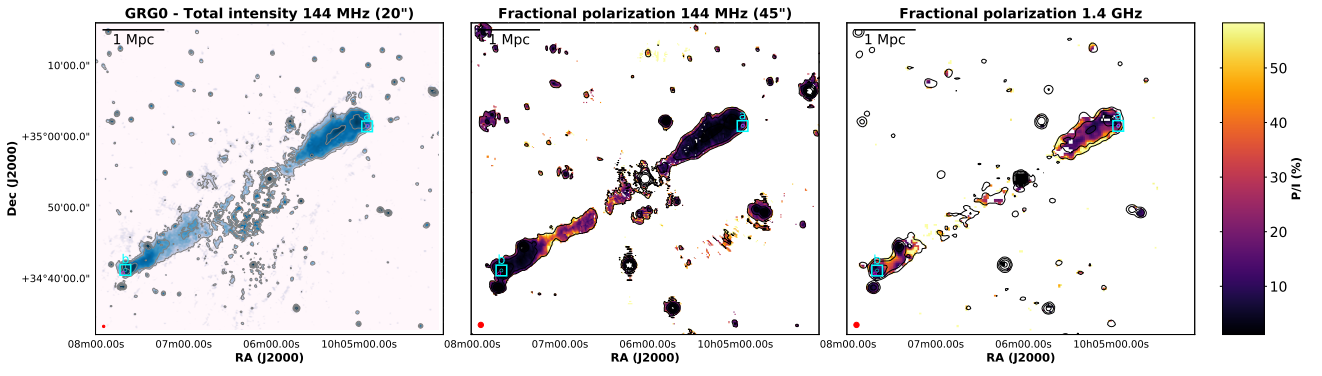 GRG0 - Total intensity 144 MHz (20")
Fractional polarization 144 MHz (45")
Fractional polarization 1.4 GHz
1 Mpc
1 Mpc
1 Mpc
10'00.0"
+35°00'00.0"
50'00.0"
+34°40'00.0"
Dec (J2000)
a
b
a
b
a
b
08m00.00s
07m00.00s
06m00.00s
10h05m00.00s
08m00.00s
07m00.00s
06m00.00s
10h05m00.00s
08m00.00s
07m00.00s
06m00.00s
10h05m00.00s
RA (J2000)
RA (J2000)
RA (J2000)
50
40
30
20
10
P/I (%)